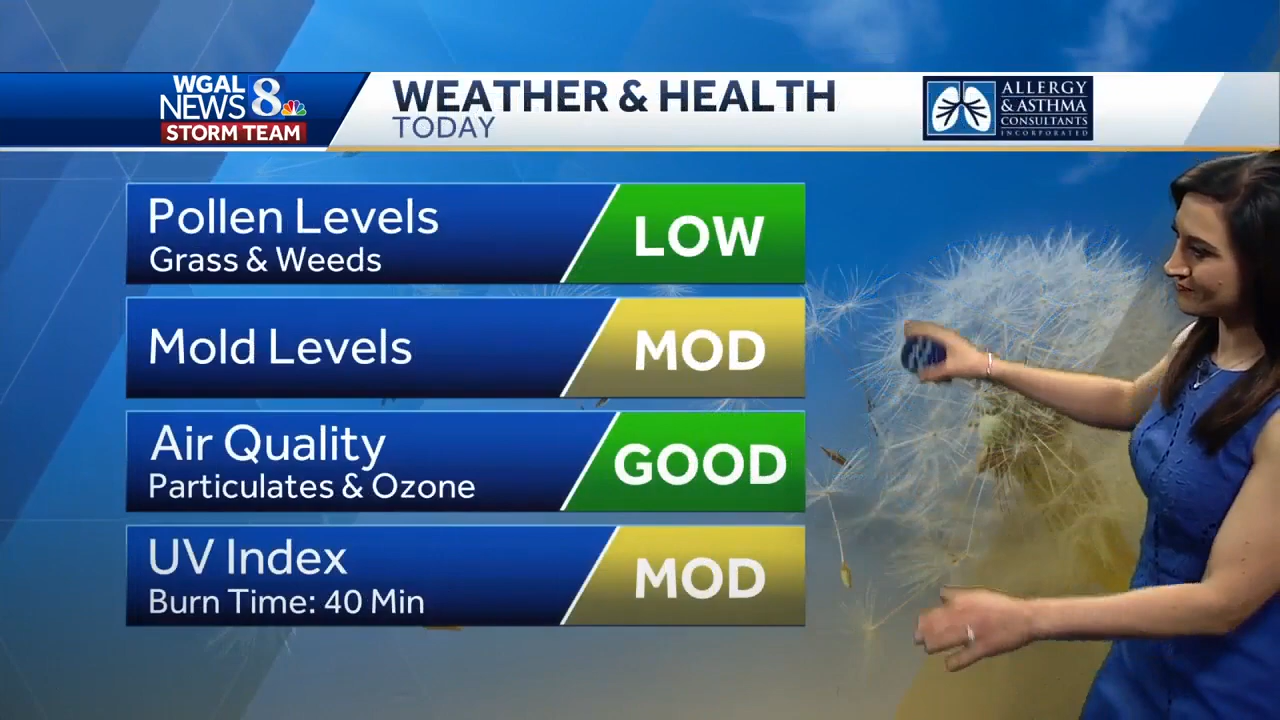 WGAL
NEWS 8
STORM TEAM
WEATHER & HEALTH
TODAY
ALLERGY
& ASTHMA
CONSULTANTS
INCORPORATED
Pollen Levels
Grass & Weeds
LOW
Mold Levels
MOD
Air Quality
Particulates & Ozone
GOOD
UV Index
Burn Time: 40 Min
MOD